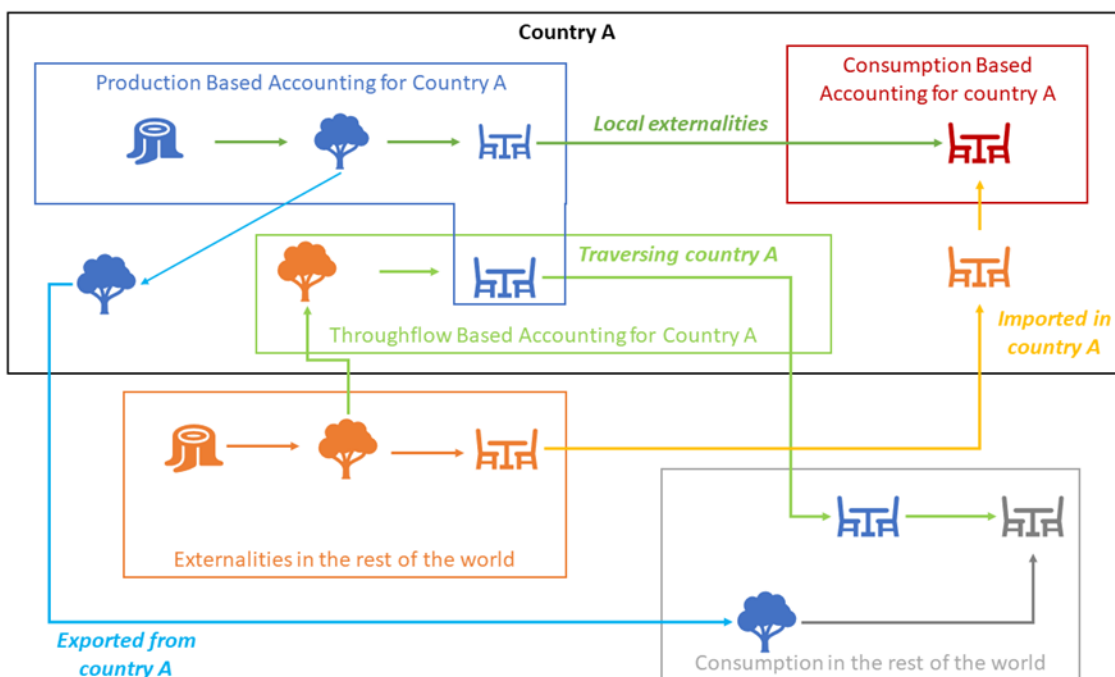 Country A
Production Based Accounting for Country A
Consumption Based
Accounting for country A
Local externalities
Traversing country A
Throughflow Based Accounting for Country A
Imported in
country A
Externalities in the rest of the world
Exported from
country A
Consumption in the rest of the world